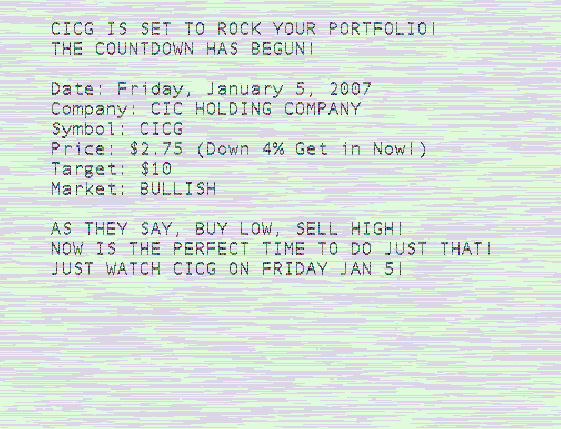 CICG IS SET TO ROCK YOUR PORTFOLIO!
THE COUNTDOWN HAS BEGUN!
Date: Friday, January 5, 2007
Company: CIC HOLDING COMPANY
Symbol: CICG
Price: $2.75 (Down 4% Get in Now!)
Target: $10
Market: BULLISH
AS THEY SAY, BUY LOW, SELL HIGH!
NOW IS THE PERFECT TIME TO DO JUST THAT!
JUST WATCH CICG ON FRIDAY JAN 5!